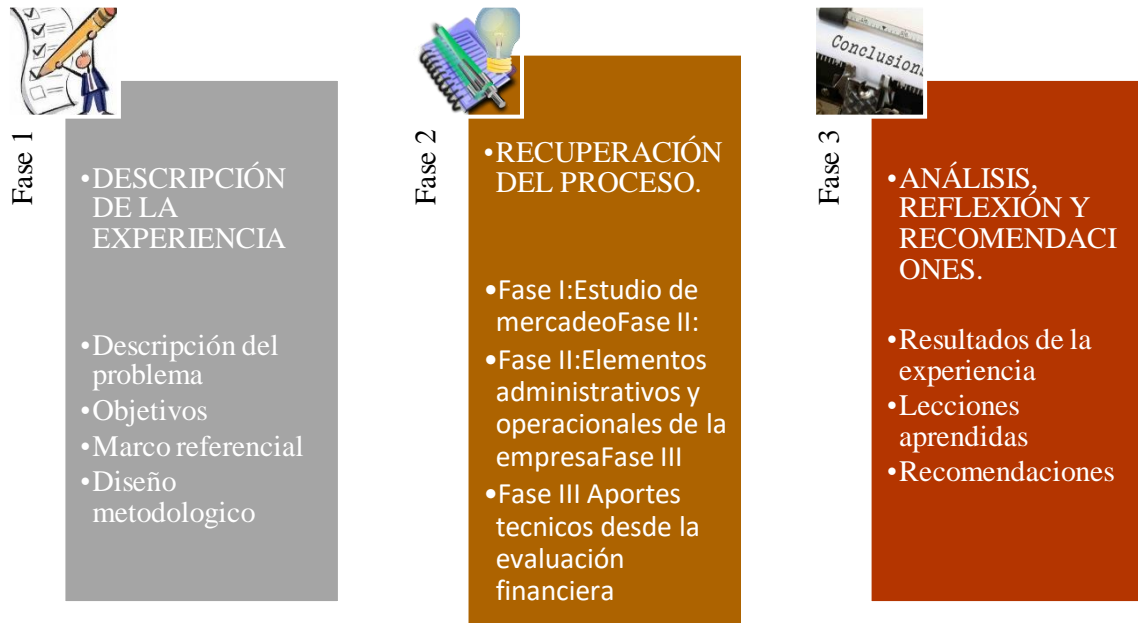 Fase 1
•DESCRIPCIÓN
DE LA
EXPERIENCIA
•Descripción del
problema
•Objetivos
•Marco referencial
•Diseño
metodologico
Fase 2
•RECUPERACIÓN
DEL PROCESO.
•Fase I:Estudio de
mercadeoFase II:
•Fase II:Elementos
administrativos y
operacionales de la
empresaFase III
•Fase III Aportes
tecnicos desde la
evaluación
financiera
Conclusions
Fase 3
•ANÁLISIS,
REFLEXIÓN Y
RECOMENDACI
ONES.
•Resultados de la
experiencia
•Lecciones
aprendidas
•Recomendaciones